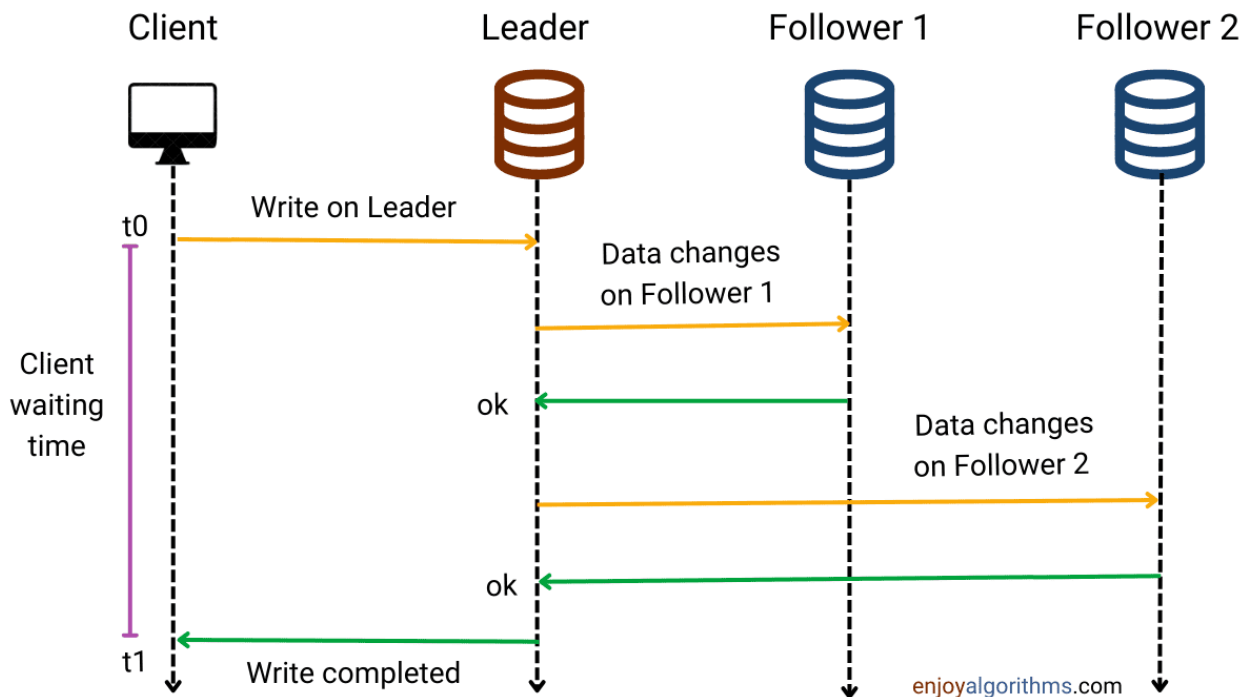 Client
Leader
Follower 1
Follower 2
t0
Write on Leader
Data changes
on Follower 1
Client
waiting
time
ok
Data changes
on Follower 2
ok
t1
Write completed
enjoyalgorithms.com